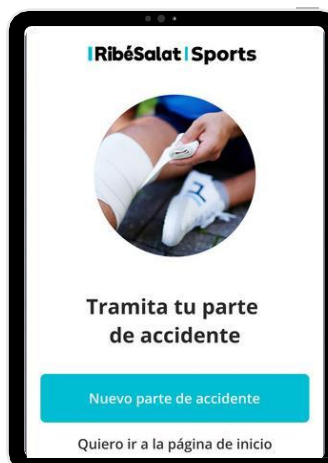 RibéSalat Sports
Tramita tu parte
de accidente
Nuevo parte de accidente
Quiero ir a la página de inicio